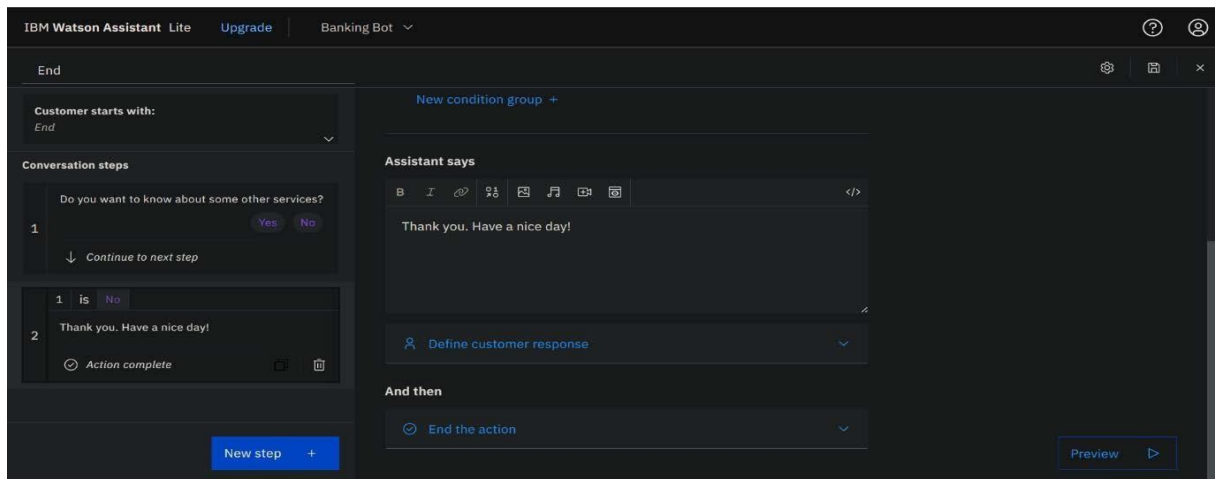 IBM Watson Assistant Lite Upgrade Banking Bot
End
Customer starts with:
End
Conversation steps
1
Do you want to know about some other services?
Yes No
Continue to next step
2
1 is No
Thank you. Have a nice day!
Action complete
New step +
New condition group +
Assistant says
B I </>
Thank you. Have a nice day!
Define customer response
And then
End the action
Preview